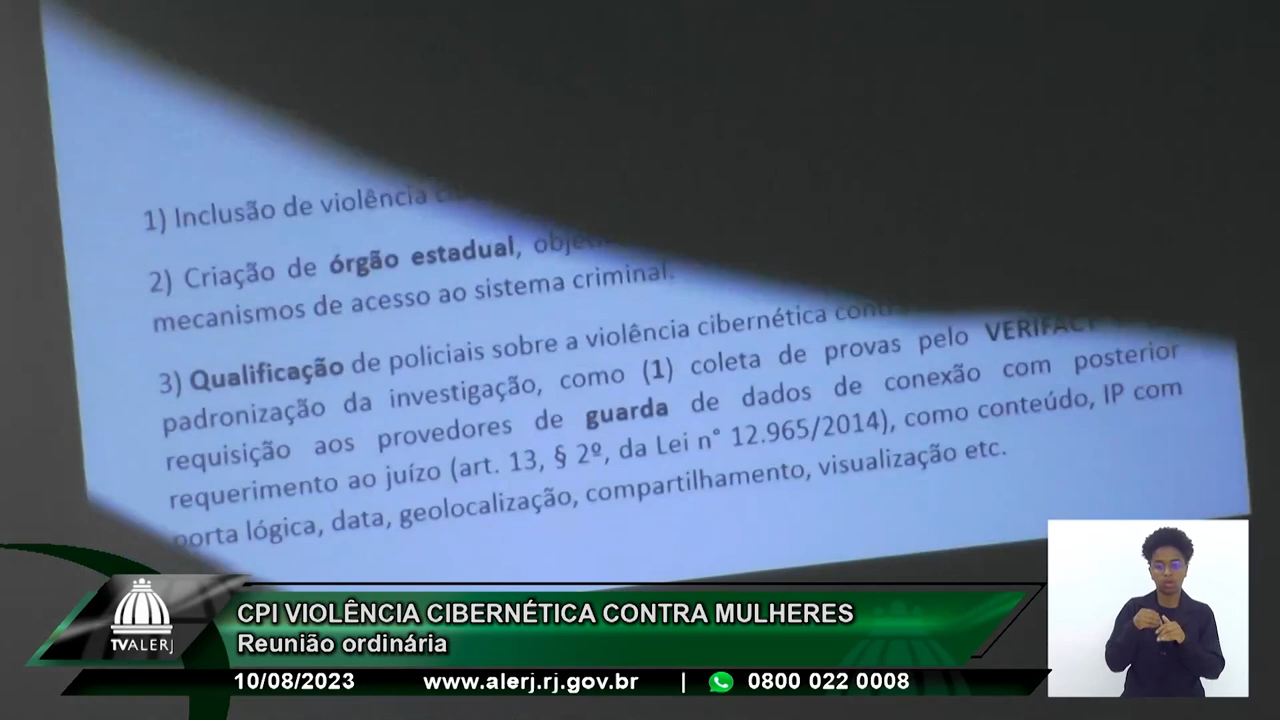 1) Inclusão de violência
2) Criação de órgão estadual,
mecanismos de acesso ao sistema criminal.
3) Qualificação de policiais sobre a violência cibernética
padronização da investigação, como (1) coleta de provas pelo VERIFACT
requisição aos provedores de guarda de dados de conexão com posterior
requerimento ao juízo (art. 13, § 2º, da Lei n° 12.965/2014), como conteúdo, IP com
porta lógica, data, geolocalização, compartilhamento, visualização etc.
CPI VIOLÊNCIA CIBERNÉTICA CONTRA MULHERES
TVALERJ
Reunião ordinária
10/08/2023 www.alerj.rj.gov.br | 0800 022 0008